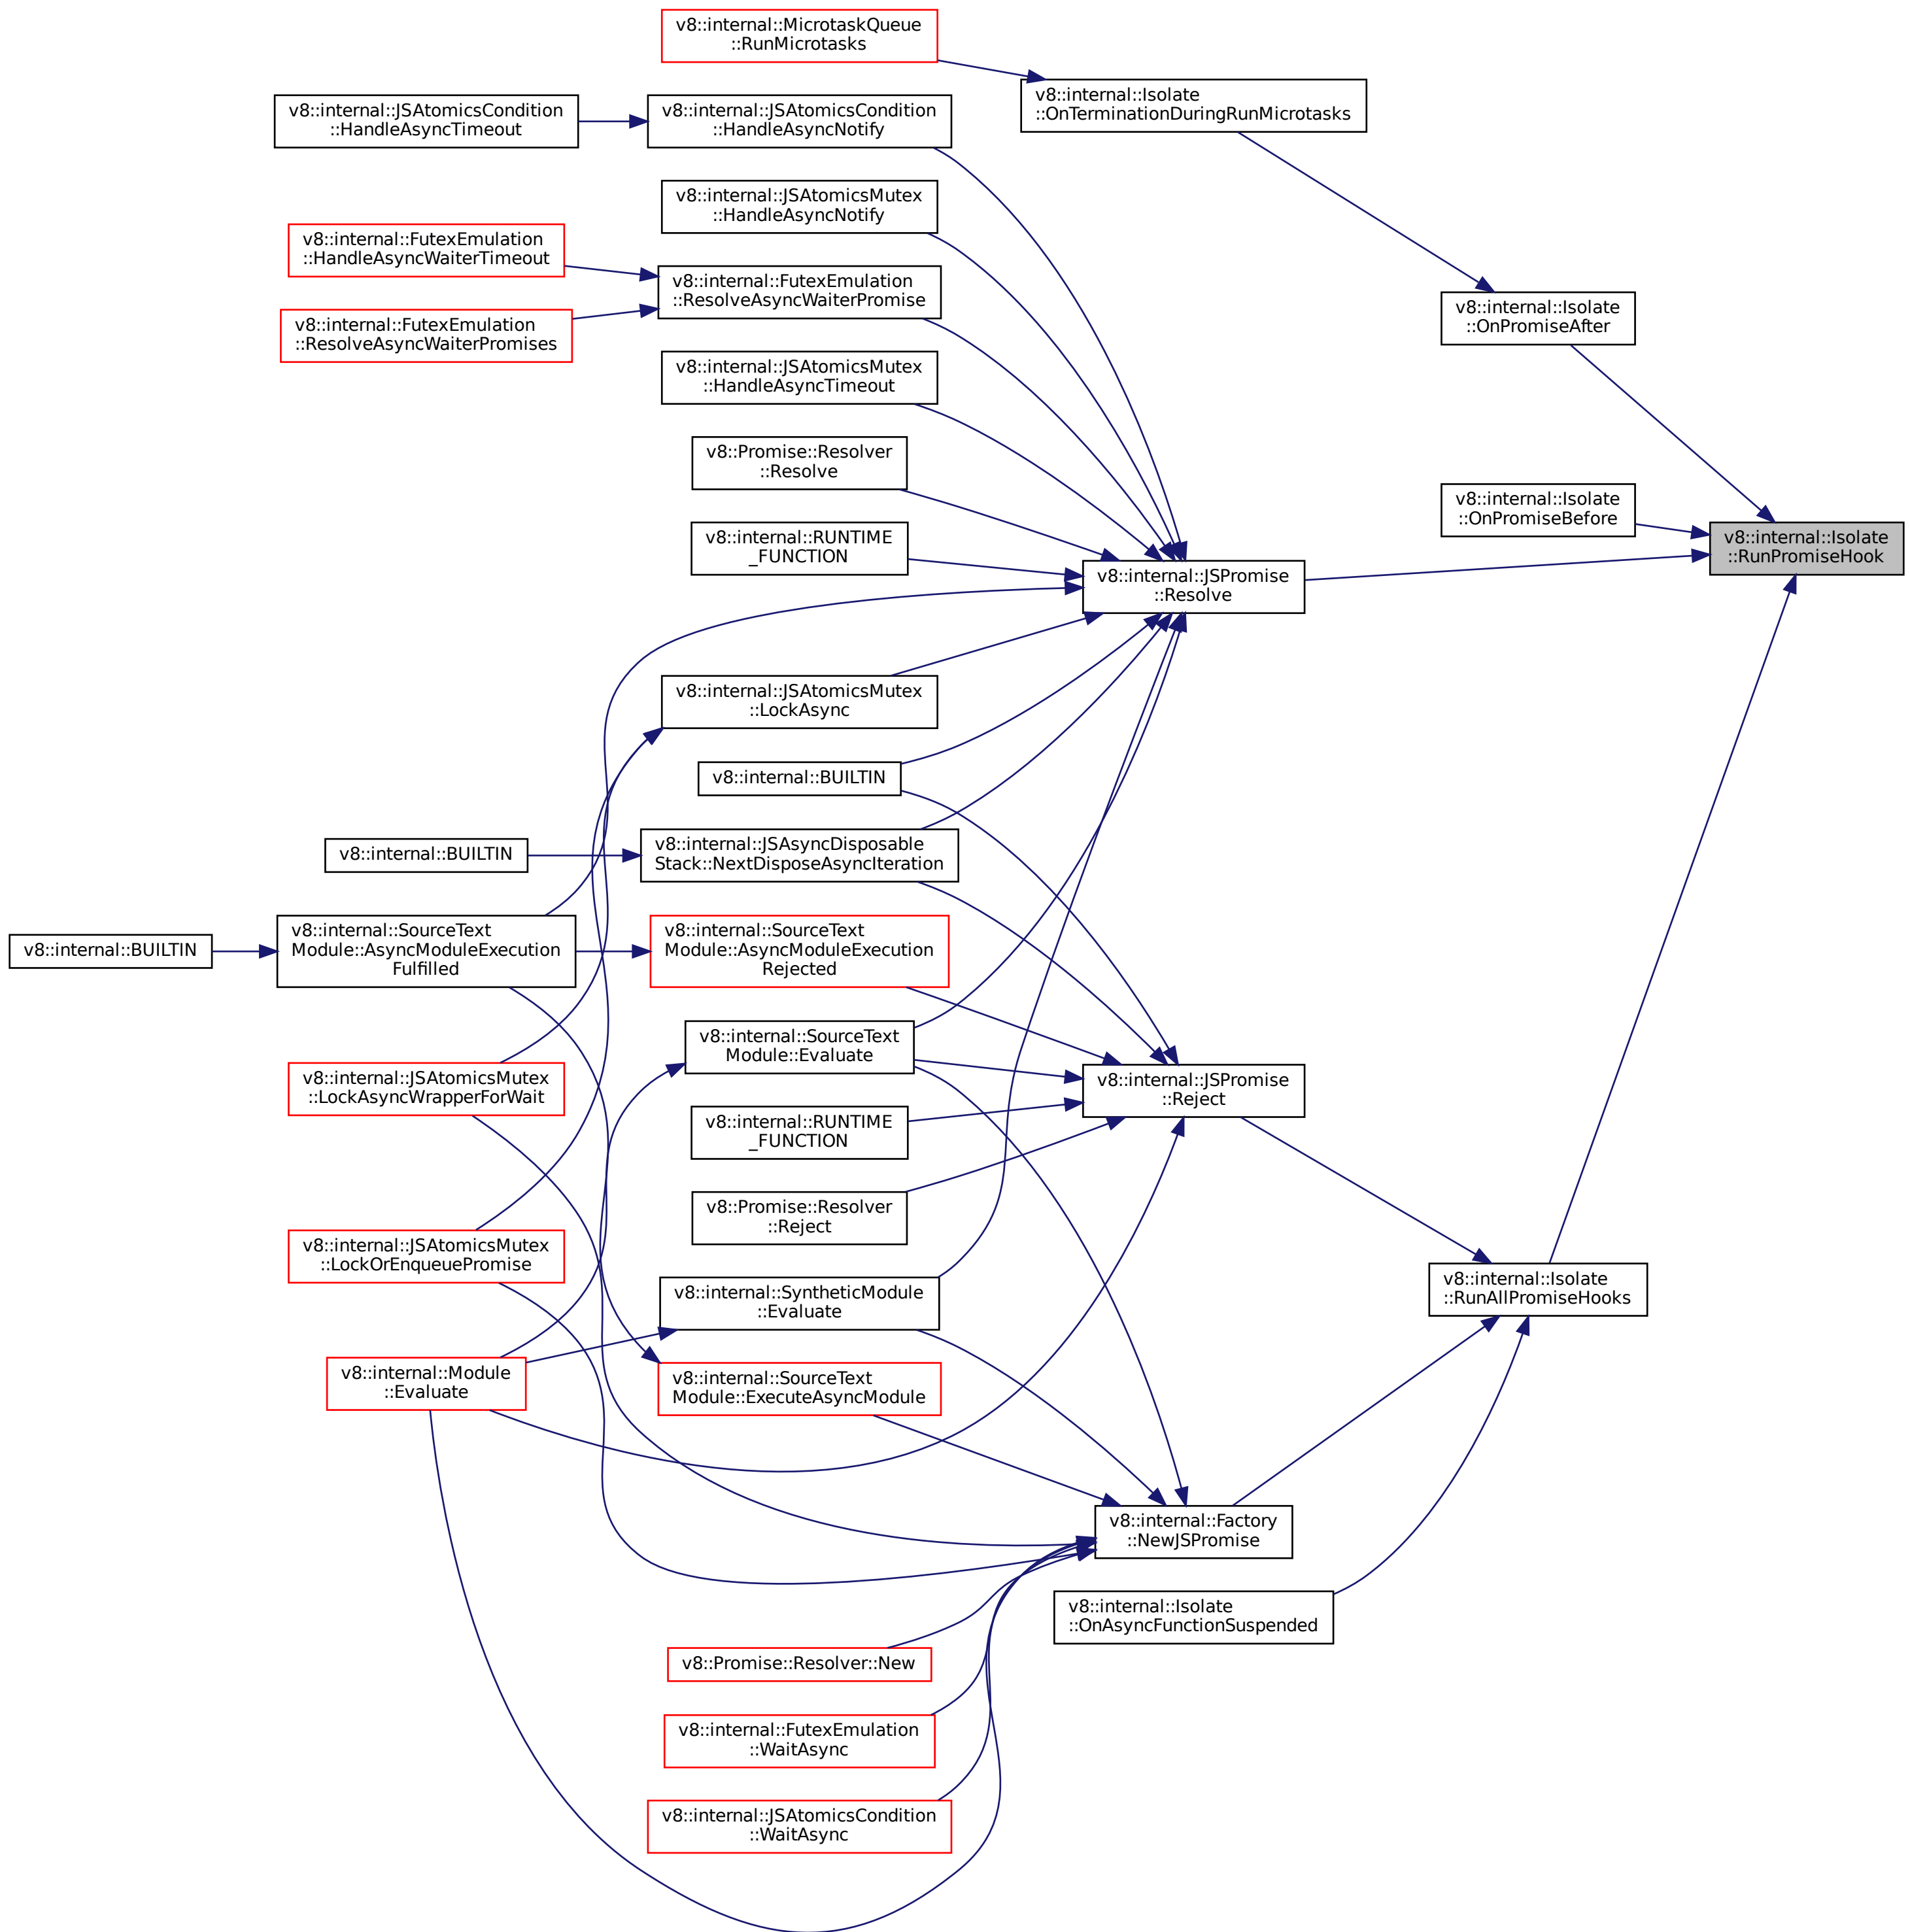 v8::internal::MicrotaskQueue
::RunMicrotasks
v8::internal::Isolate
::OnTerminationDuringRunMicrotasks
v8::internal::JSAtomicsCondition
::HandleAsyncTimeout
v8::internal::JSAtomicsCondition
::HandleAsyncNotify
v8::internal::JSAtomicsMutex
::HandleAsyncNotify
v8::internal::FutexEmulation
::HandleAsyncWaiterTimeout
v8::internal::FutexEmulation
::ResolveAsyncWaiterPromise
v8::internal::FutexEmulation
::ResolveAsyncWaiterPromises
v8::internal::Isolate
::OnPromiseAfter
v8::internal::JSAtomicsMutex
::HandleAsyncTimeout
v8::Promise::Resolver
::Resolve
v8::internal::Isolate
::OnPromiseBefore
v8::internal::RUNTIME
_FUNCTION
v8::internal::Isolate
::RunPromiseHook
v8::internal::JSPromise
::Resolve
v8::internal::JSAtomicsMutex
::LockAsync
v8::internal::BUILTIN
v8::internal::BUILTIN
v8::internal::JSAsyncDisposable
Stack::NextDisposeAsyncIteration
v8::internal::BUILTIN
v8::internal::SourceText
Module::AsyncModuleExecution
Fulfilled
v8::internal::SourceText
Module::AsyncModuleExecution
Rejected
v8::internal::SourceText
Module::Evaluate
v8::internal::JSAtomicsMutex
::LockAsyncWrapperForWait
v8::internal::JSPromise
::Reject
v8::internal::RUNTIME
_FUNCTION
v8::Promise::Resolver
::Reject
v8::internal::JSAtomicsMutex
::LockOrEnqueuePromise
v8::internal::SyntheticModule
::Evaluate
v8::internal::Isolate
::RunAllPromiseHooks
v8::internal::Module
::Evaluate
v8::internal::SourceText
Module::ExecuteAsyncModule
v8::internal::Factory
::NewJSPromise
v8::internal::Isolate
::OnAsyncFunctionSuspended
v8::Promise::Resolver::New
v8::internal::FutexEmulation
::WaitAsync
v8::internal::JSAtomicsCondition
::WaitAsync